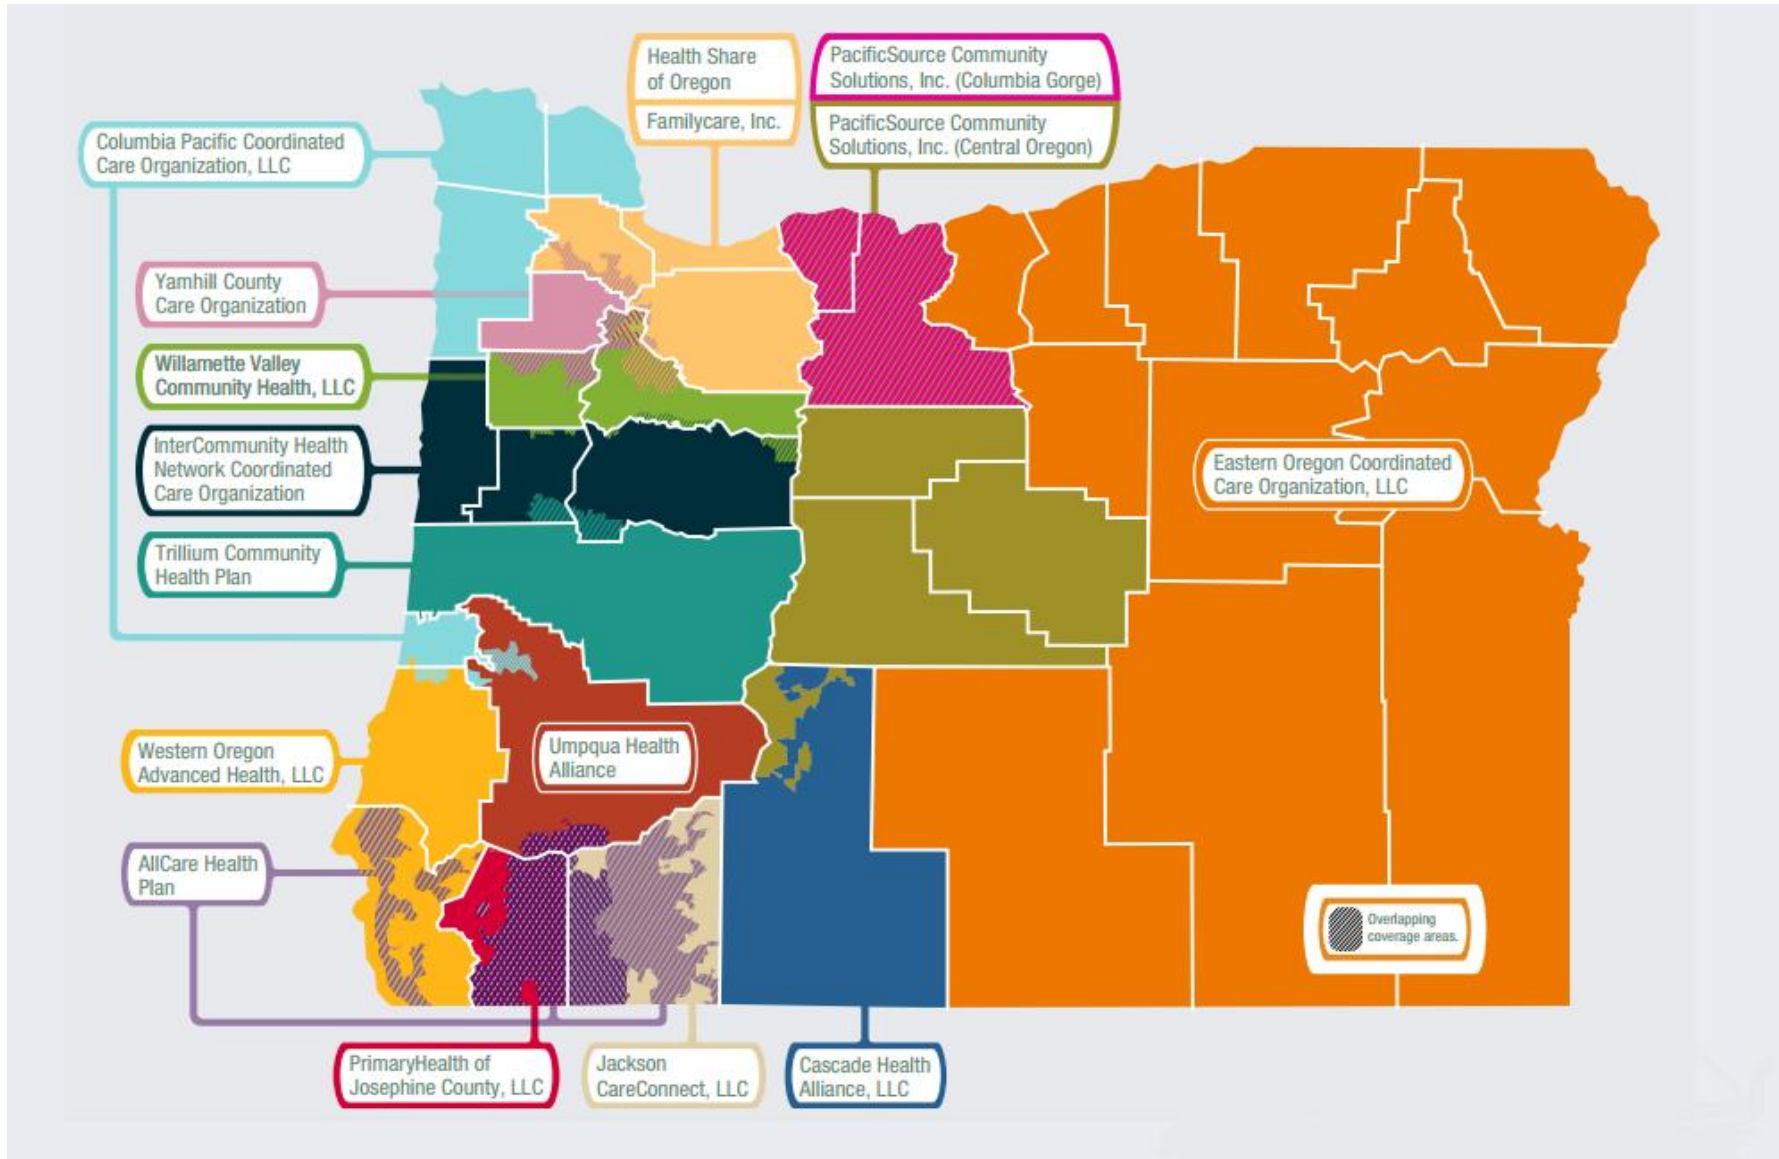 Health Share
of Oregon
Familycare, Inc.
PacificSource Community
Solutions, Inc. (Columbia Gorge)
PacificSource Community
Solutions, Inc. (Central Oregon)
Columbia Pacific Coordinated
Care Organization, LLC
Yamhill County
Care Organization
Willamette Valley
Community Health, LLC
InterCommunity Health
Network Coordinated
Care Organization
Eastern Oregon Coordinated
Care Organization, LLC
Trillium Community
Health Plan
Western Oregon
Advanced Health, LLC
Umpqua Health
Alliance
AllCare Health
Plan
Overlapping
coverage areas.
PrimaryHealth of
Josephine County, LLC
Jackson
CareConnect, LLC
Cascade Health
Alliance, LLC